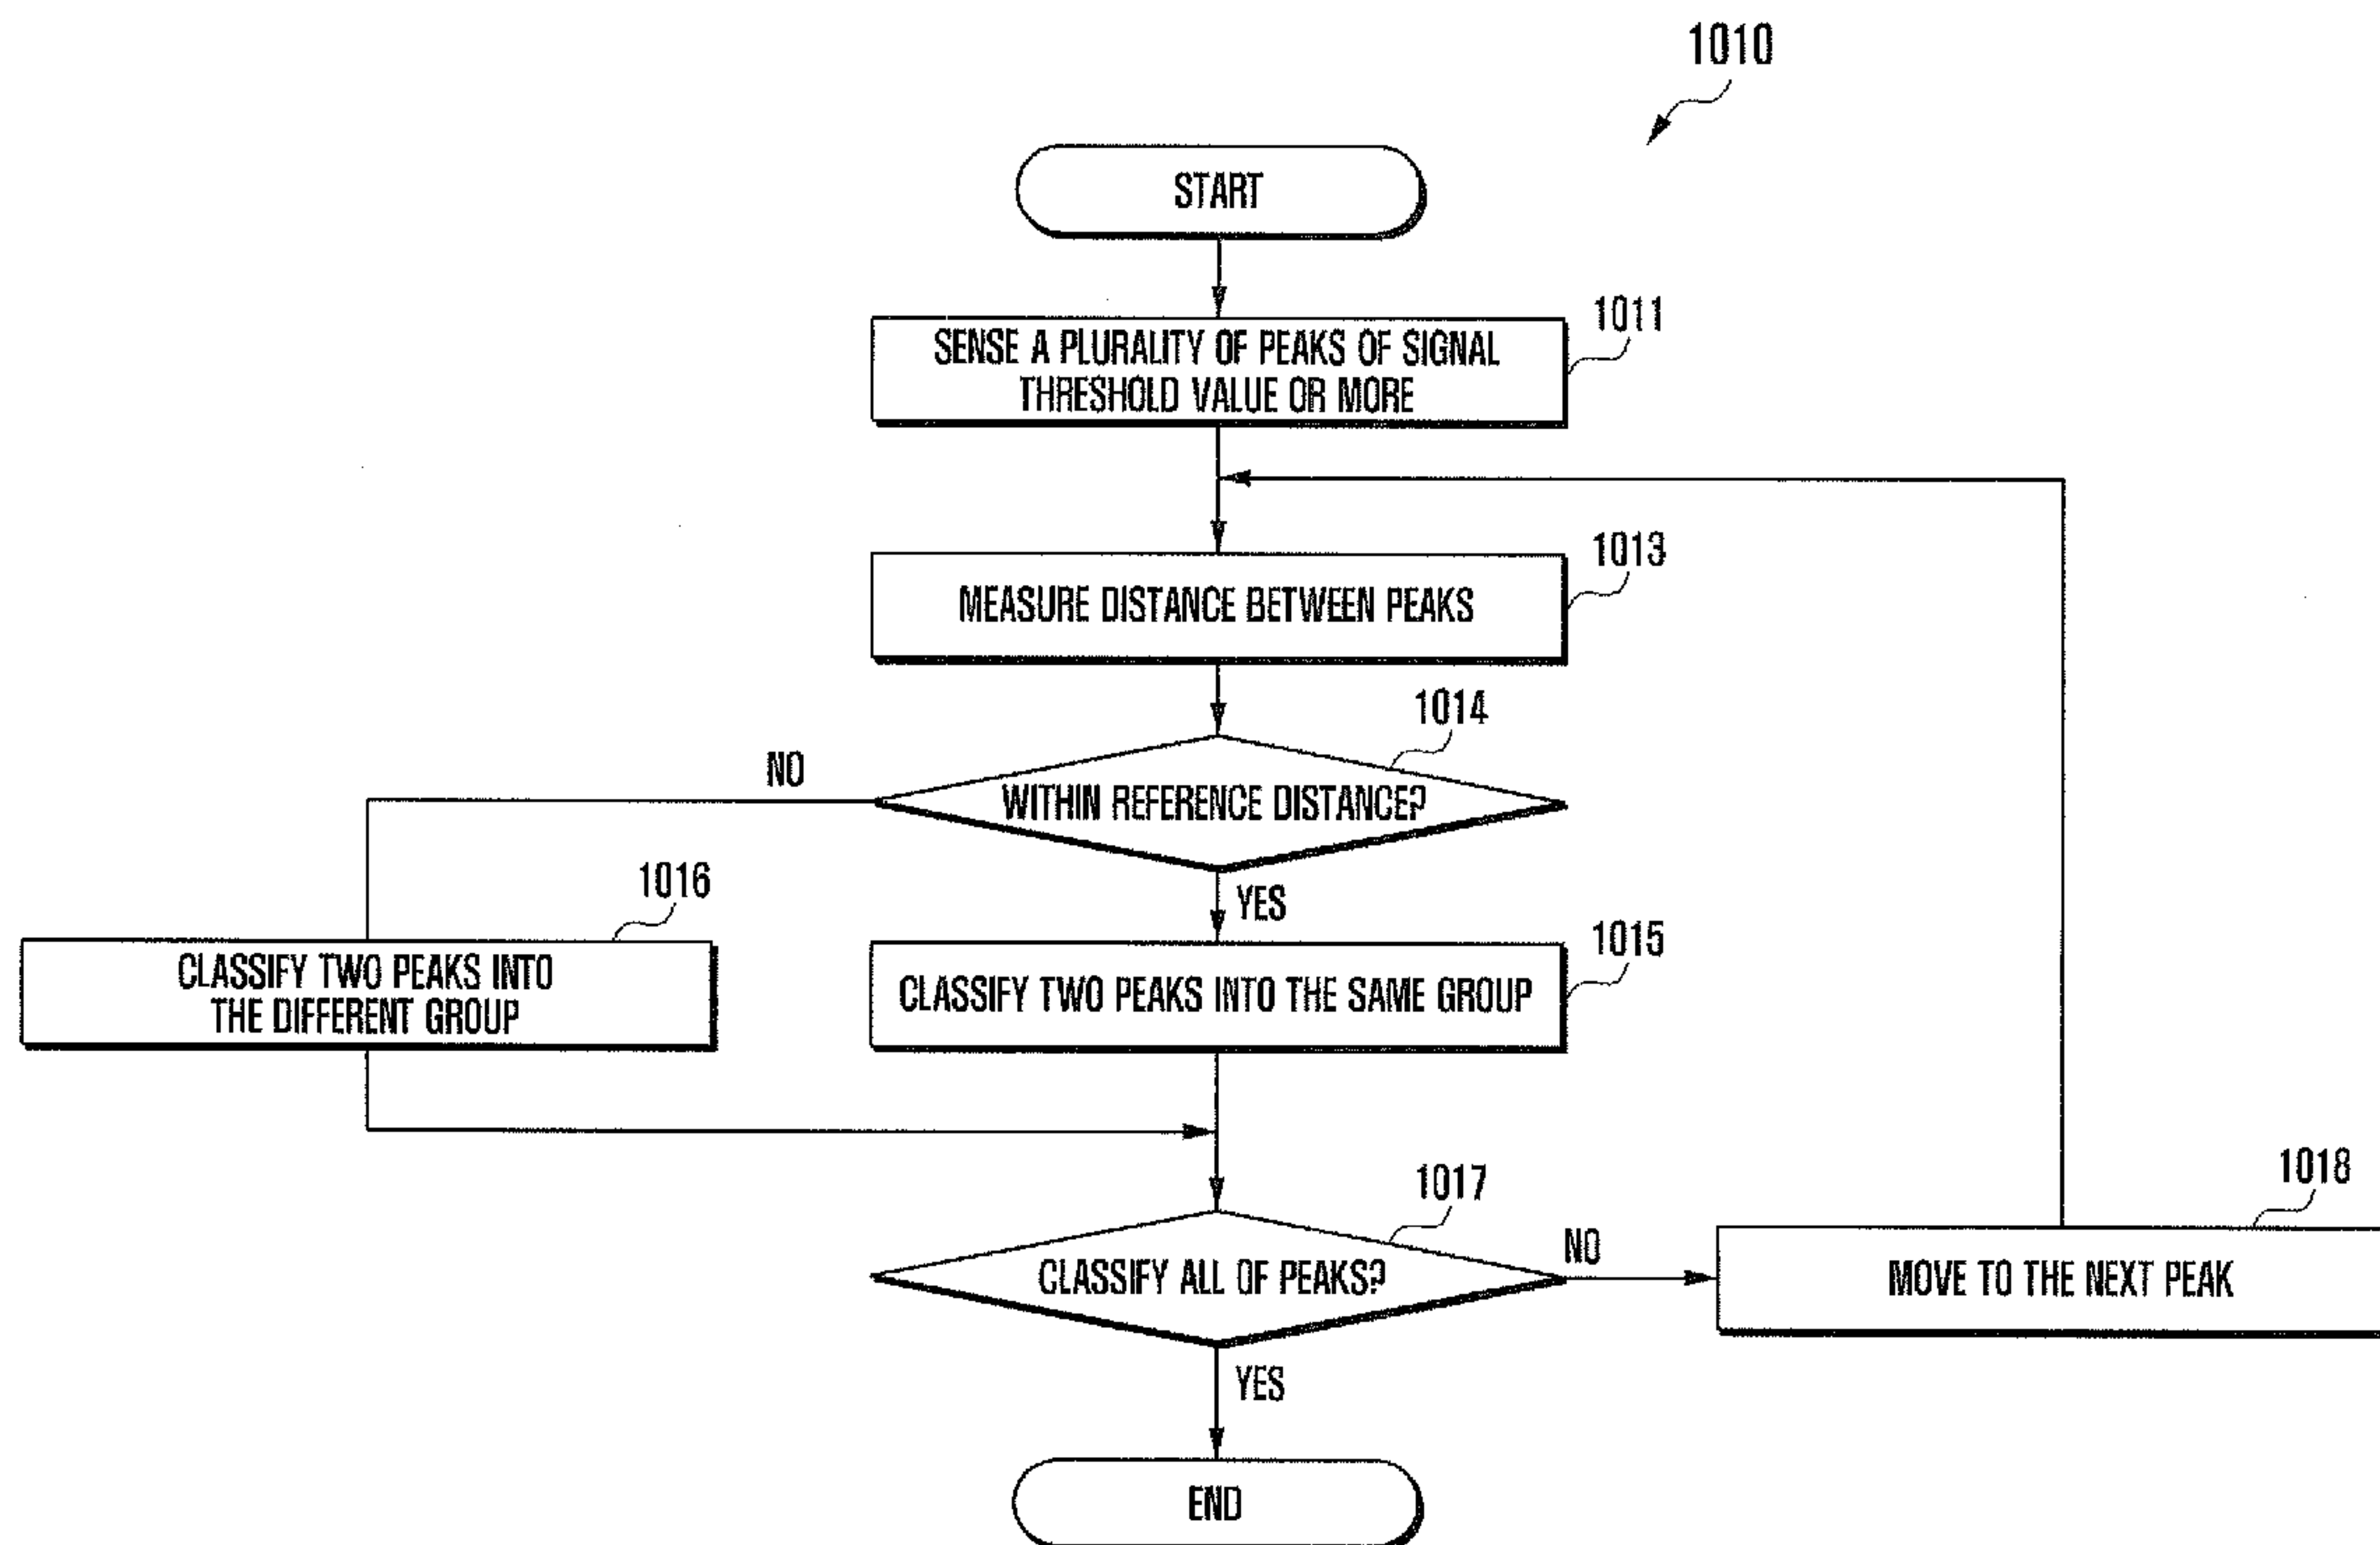 1010
START
1011
SENSE A PLURALITY OF PEAKS OF SIGNAL
THRESHOLD VALUE OR MORE
1013
MEASURE DISTANCE BETWEEN PEAKS
1014
NO
WITHIN REFERENCE DISTANCE?
YES
1016
CLASSIFY TWO PEAKS INTO
THE DIFFERENT GROUP
1015
CLASSIFY TWO PEAKS INTO THE SAME GROUP
1017
CLASSIFY ALL OF PEAKS?
NO
1018
MOVE TO THE NEXT PEAK
YES
END